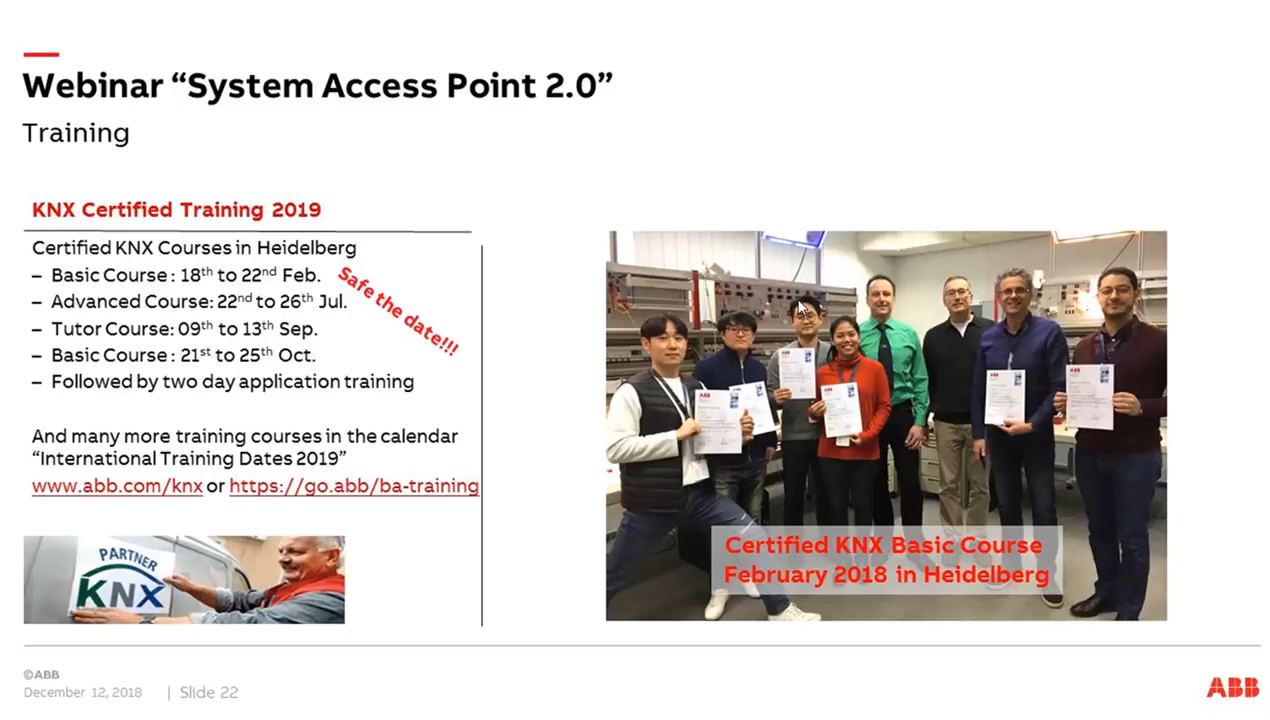 Webinar “System Access Point 2.0”
Training
KNX Certified Training 2019
Certified KNX Courses in Heidelberg
– Basic Course : 18th to 22nd Feb.
– Advanced Course: 22nd to 26th Jul.
– Tutor Course: 09th to 13th Sep.
– Basic Course : 21st to 25th Oct.
– Followed by two day application training
Safe the date!!!
And many more training courses in the calendar
“International Training Dates 2019”
www.abb.com/knx or https://go.abb/ba-training
PARTNER
KNX
ABB
ABB
ABB
Certified KNX Basic Course
February 2018 in Heidelberg
©ABB
December 12, 2018 | Slide 22
ABB